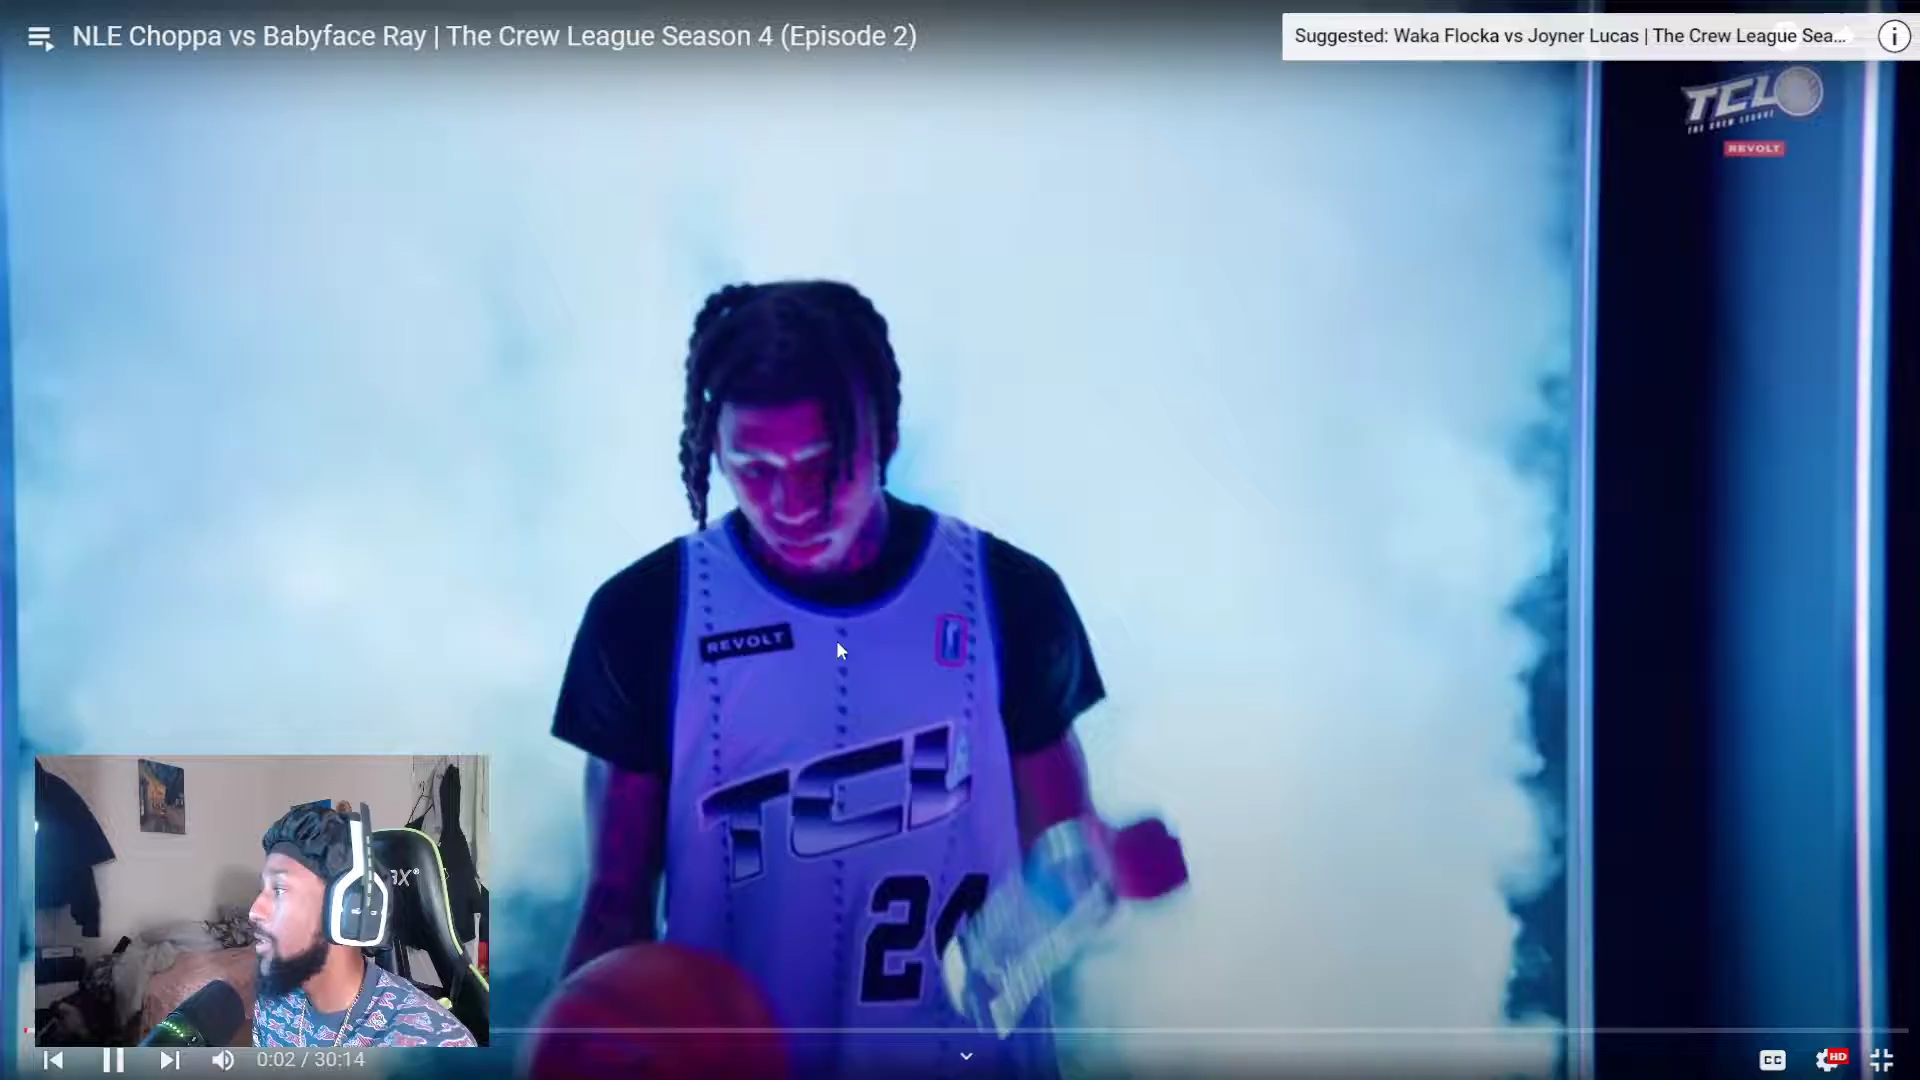 NLE Choppa vs Babyface Ray | The Crew League Season 4 (Episode 2)
Suggested: Waka Flocka vs Joyner Lucas | The Crew League Sea...
TCL
THE CREW LEAGUE
REVOLT
REVOLT
TCL
0:02 / 30:14
CC
HD